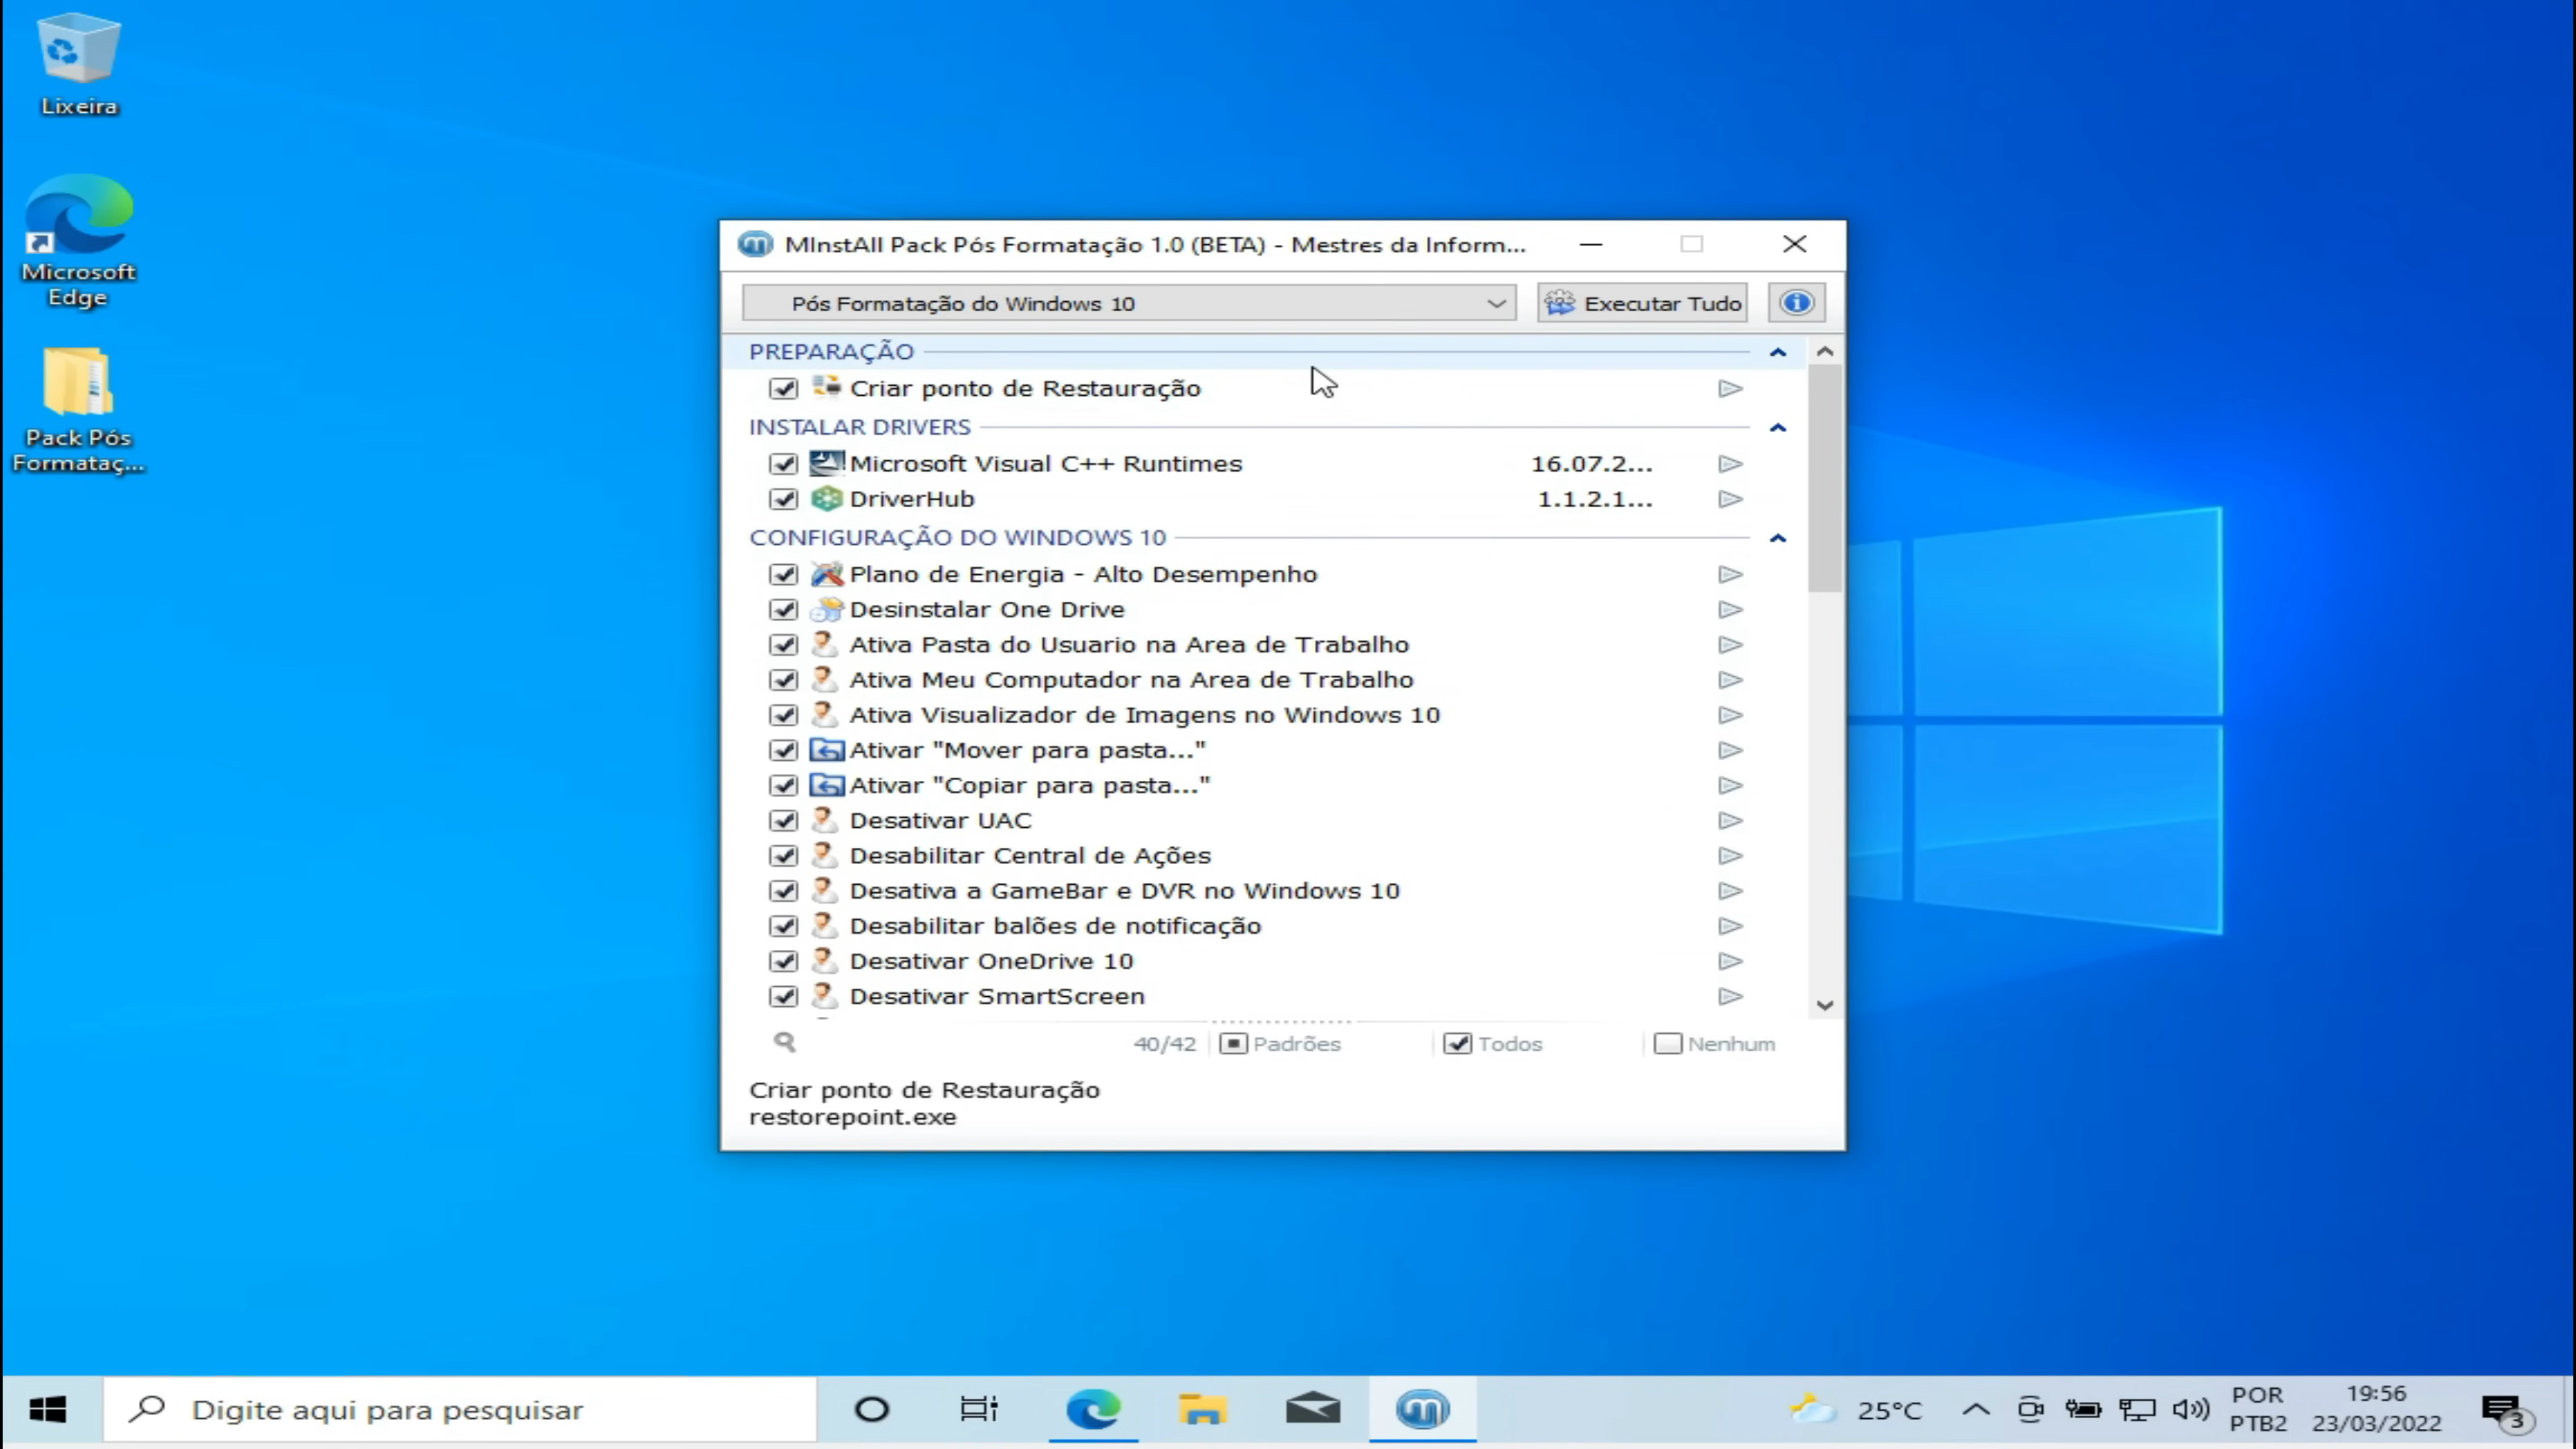 Lixeira
Microsoft
Edge
Pack Pós
Formataç...
MInstAll Pack Pós Formatação 1.0 (BETA) - Mestres da Inform...
Pós Formatação do Windows 10
Executar Tudo
PREPARAÇÃO
Criar ponto de Restauração
INSTALAR DRIVERS
Microsoft Visual C++ Runtimes 16.07.2...
DriverHub 1.1.2.1...
CONFIGURAÇÃO DO WINDOWS 10
Plano de Energia - Alto Desempenho
Desinstalar One Drive
Ativa Pasta do Usuario na Area de Trabalho
Ativa Meu Computador na Area de Trabalho
Ativa Visualizador de Imagens no Windows 10
Ativar "Mover para pasta..."
Ativar "Copiar para pasta..."
Desativar UAC
Desabilitar Central de Ações
Desativa a GameBar e DVR no Windows 10
Desabilitar balões de notificação
Desativar OneDrive 10
Desativar SmartScreen
40/42 Padrões Todos Nenhum
Criar ponto de Restauração
restorepoint.exe
Digite aqui para pesquisar
25°C
POR
PTB2
19:56
23/03/2022
3